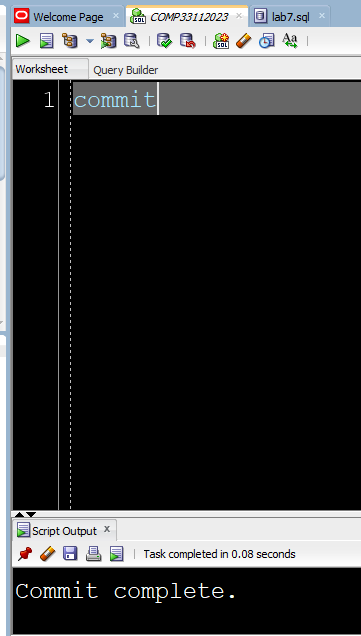 Welcome Page COMP33112023 lab7.sql
Worksheet Query Builder
1 commit
Script Output x
Task completed in 0.08 seconds
Commit complete.